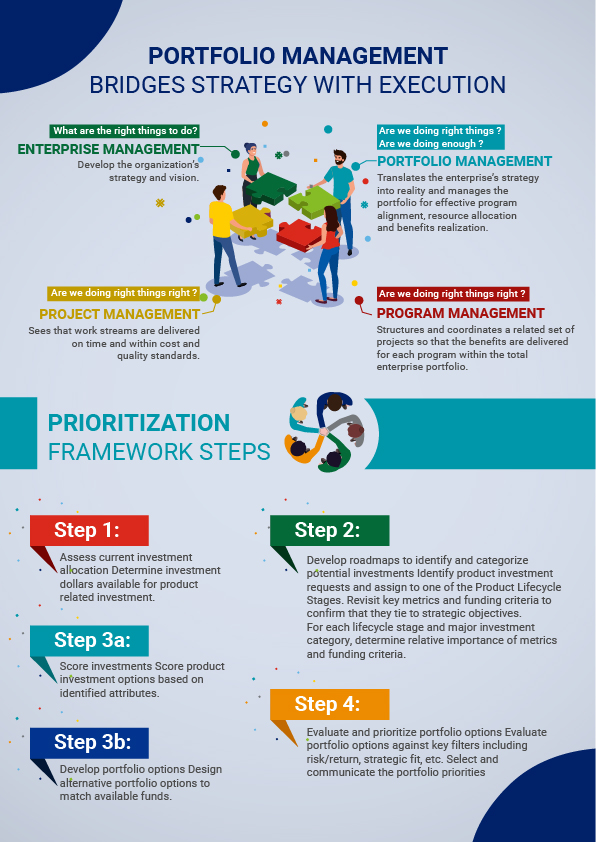 PORTFOLIO MANAGEMENT
BRIDGES STRATEGY WITH EXECUTION
What are the right things to do?
ENTERPRISE MANAGEMENT
Develop the organization's
strategy and vision.
Are we doing right things ?
Are we doing enough ?
PORTFOLIO MANAGEMENT
Translates the enterprise's strategy
into reality and manages the
portfolio for effective program
alignment, resource allocation
and benefits realization.
Are we doing right things right ?
PROJECT MANAGEMENT
Sees that work streams are delivered
on time and within cost and
quality standards.
Are we doing right things right ?
PROGRAM MANAGEMENT
Structures and coordinates a related set of
projects so that the benefits are delivered
for each program within the total
enterprise portfolio.
PRIORITIZATION
FRAMEWORK STEPS
Step 1:
Assess current investment
allocation Determine investment
dollars available for product
related investment.
Step 2:
Develop roadmaps to identify and categorize
potential investments Identify product investment
requests and assign to one of the Product Lifecycle
Stages. Revisit key metrics and funding criteria to
confirm that they tie to strategic objectives.
For each lifecycle stage and major investment
category, determine relative importance of metrics
and funding criteria.
Step 3a:
Score investments Score product
investment options based on
identified attributes.
Step 3b:
Develop portfolio options Design
alternative portfolio options to
match available funds.
Step 4:
Evaluate and prioritize portfolio options Evaluate
portfolio options against key filters including
risk/return, strategic fit, etc. Select and
communicate the portfolio priorities